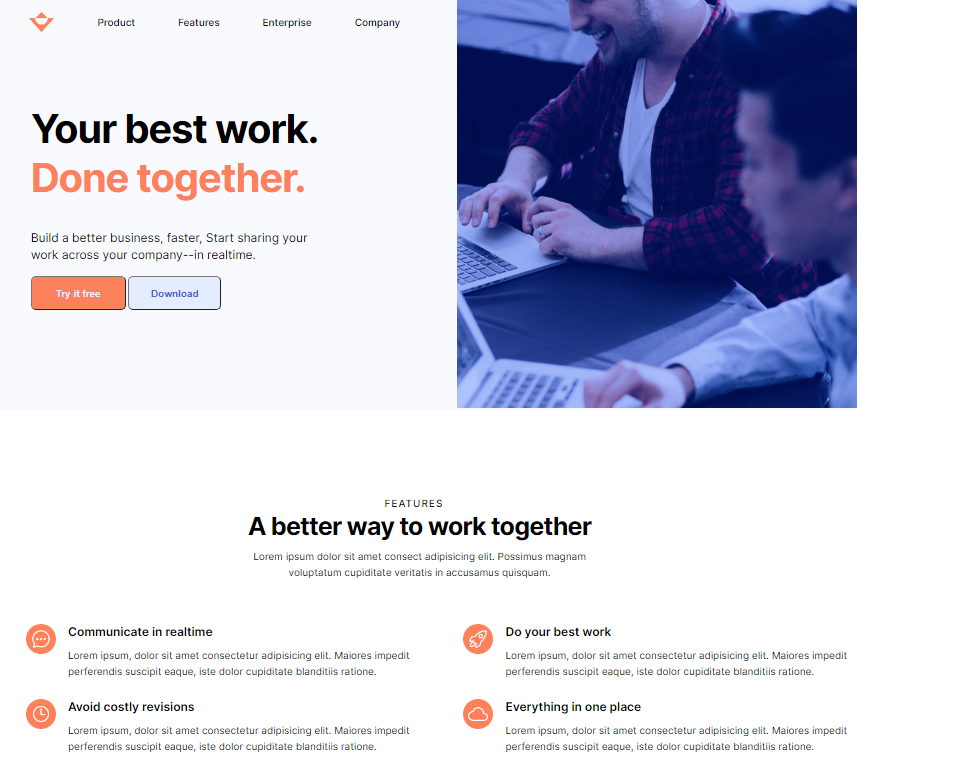 Product Features Enterprise Company
Your best work.
Done together.
Build a better business, faster, Start sharing your
work across your company--in realtime.
Try it free Download
FEATURES
A better way to work together
Lorem ipsum dolor sit amet consect adipisicing elit. Possimus magnam
voluptatum cupiditate veritatis in accusamus quisquam.
Communicate in realtime
Lorem ipsum, dolor sit amet consectetur adipisicing elit. Maiores impedit
perferendis suscipit eaque, iste dolor cupiditate blanditiis ratione.
Do your best work
Lorem ipsum, dolor sit amet consectetur adipisicing elit. Maiores impedit
perferendis suscipit eaque, iste dolor cupiditate blanditiis ratione.
Avoid costly revisions
Lorem ipsum, dolor sit amet consectetur adipisicing elit. Maiores impedit
perferendis suscipit eaque, iste dolor cupiditate blanditiis ratione.
Everything in one place
Lorem ipsum, dolor sit amet consectetur adipisicing elit. Maiores impedit
perferendis suscipit eaque, iste dolor cupiditate blanditiis ratione.